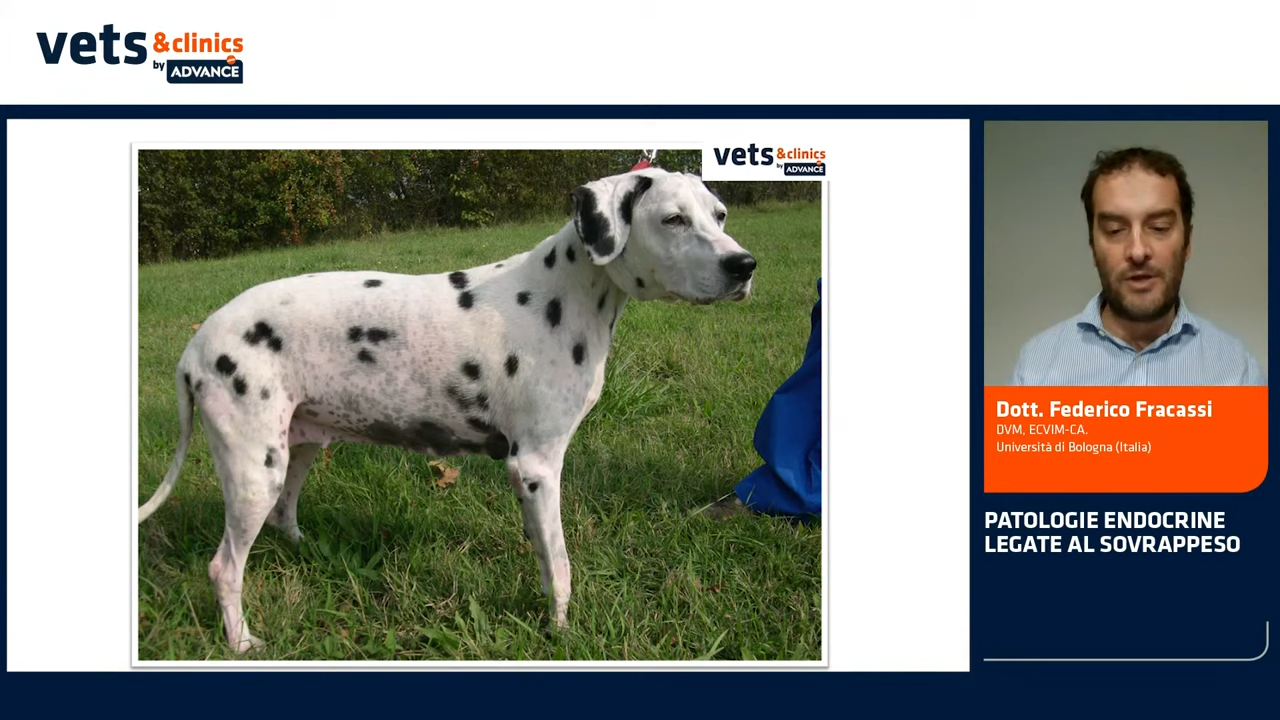 vets &clinics
by ADVANCE
vets &clinics
by ADVANCE
Dott. Federico Fracassi
DVM, ECVIM-CA.
Università di Bologna (Italia)
PATOLOGIE ENDOCRINE
LEGATE AL SOVRAPPESO